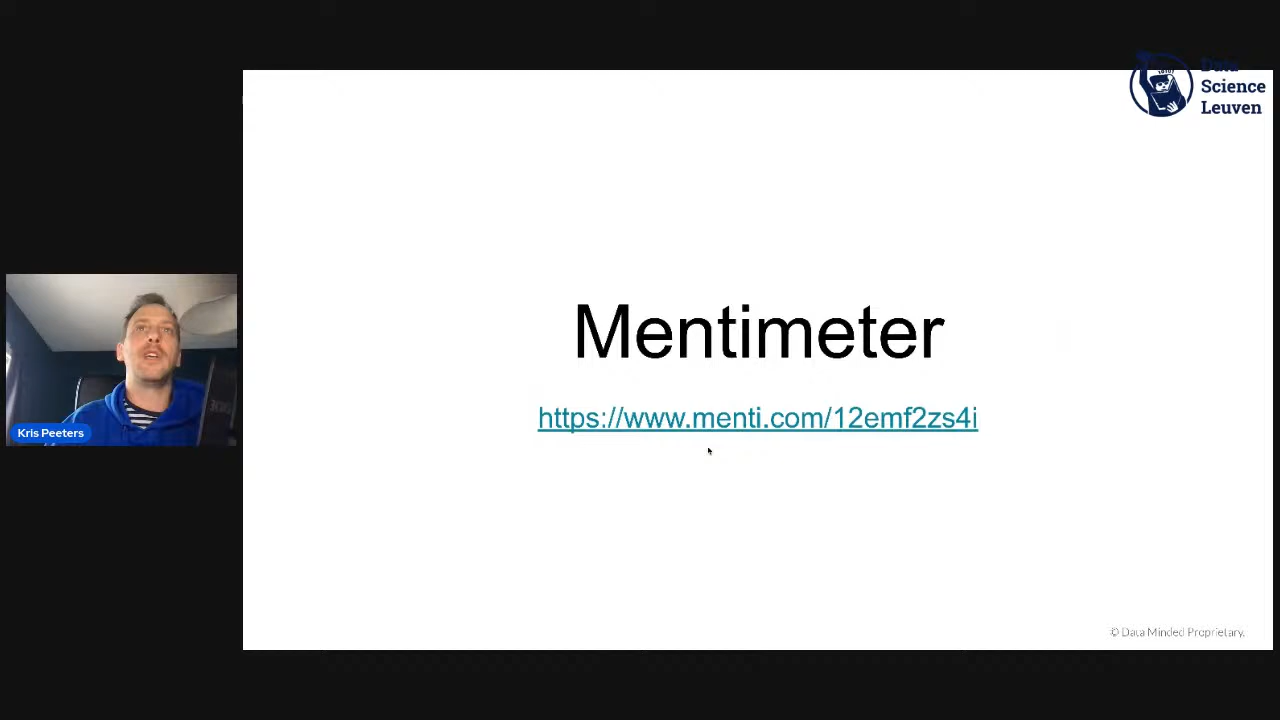 Data
Science
Leuven
Mentimeter
https://www.menti.com/12emf2zs4i
Kris Peeters
© Data Minded Proprietary.